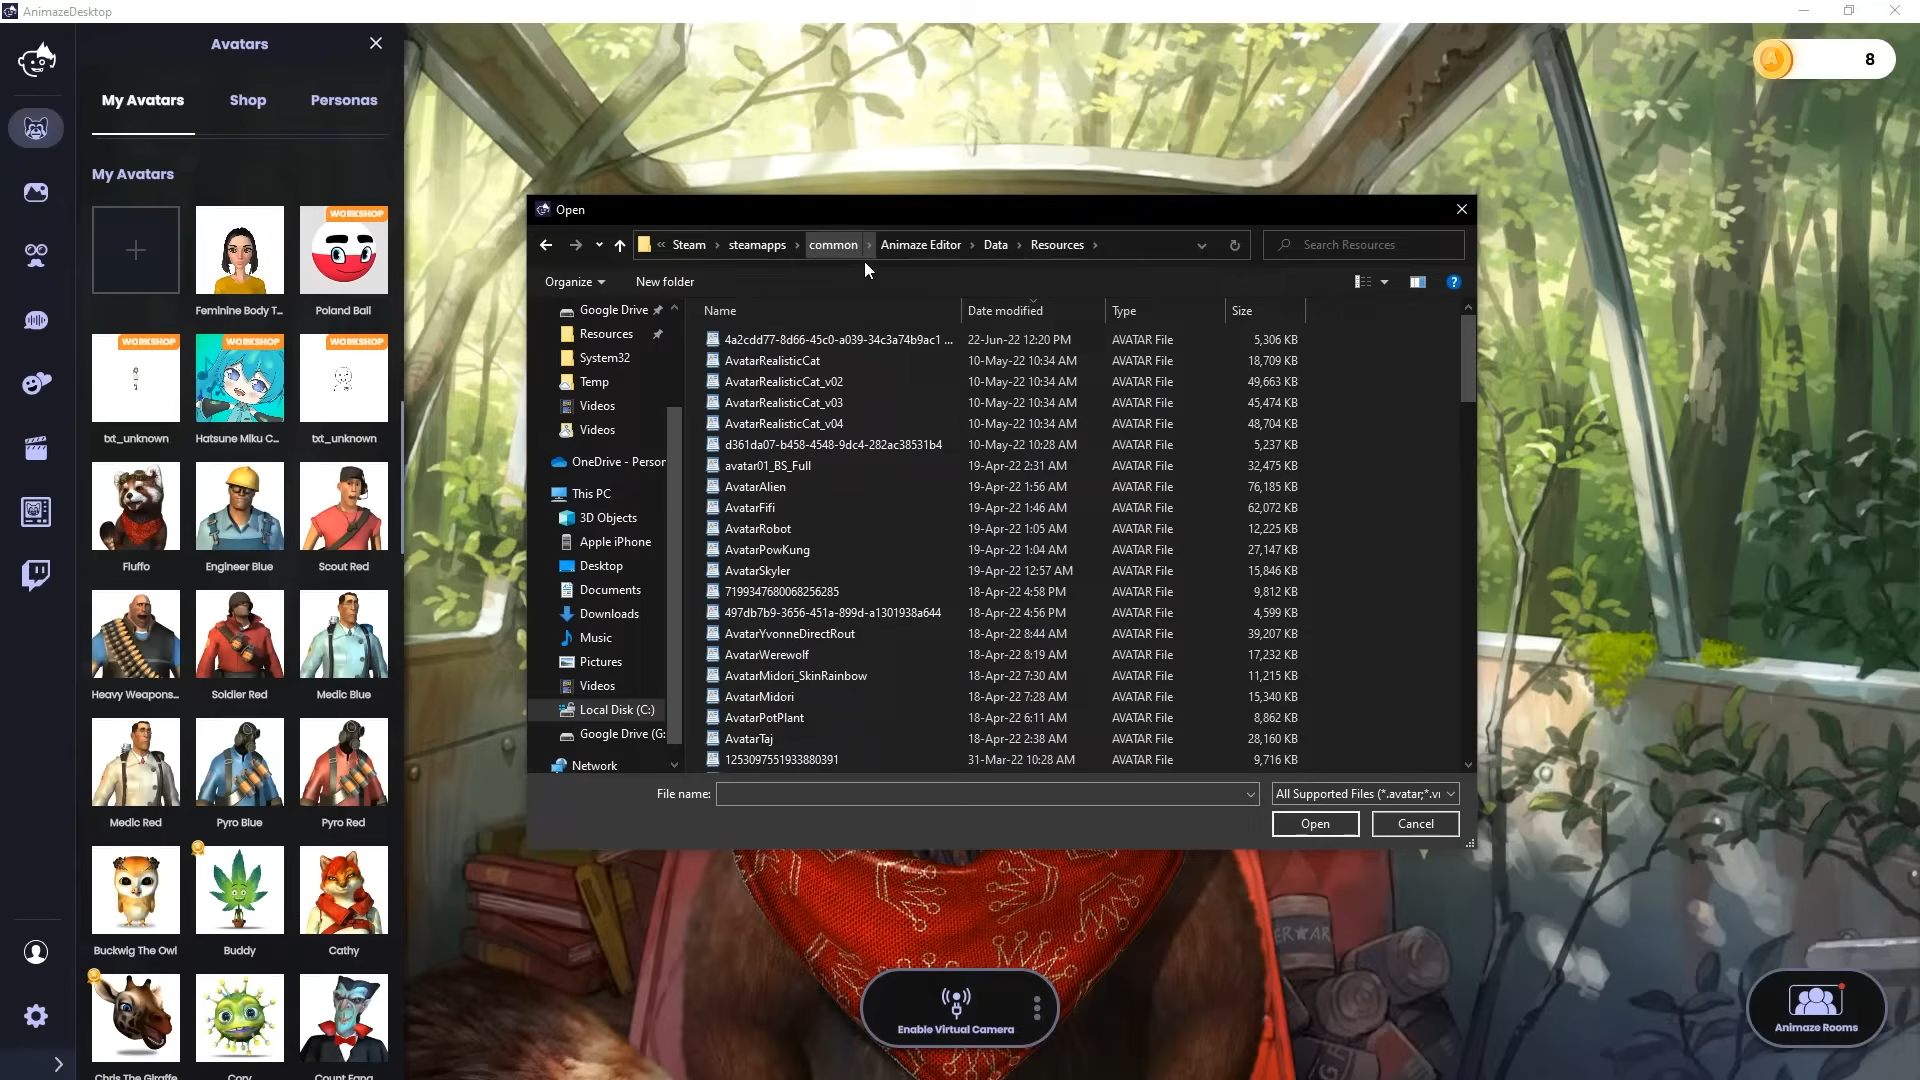 AnimazeDesktop
Avatars
My Avatars
Shop
Personas
8
My Avatars
WORKSHOP
Feminine Body T...
Poland Ball
WORKSHOP
WORKSHOP
WORKSHOP
txt_unknown
Hatsune Miku C...
txt_unknown
Fluffo
Engineer Blue
Scout Red
Heavy Weapons...
Soldier Red
Medic Blue
Medic Red
Pyro Blue
Pyro Red
Buckwig The Owl
Buddy
Cathy
Chris The Giraffe
Cory
Count Fang
Open
« Steam › steamapps › common › Animaze Editor › Data › Resources ›
Search Resources
Organize
New folder
Google Drive
Resources
System32
Temp
Videos
Videos
OneDrive - Person
This PC
3D Objects
Apple iPhone
Desktop
Documents
Downloads
Music
Pictures
Videos
Local Disk (C:)
Google Drive (G:
Network
Name Date modified Type Size
4a2cdd77-8d66-45c0-a039-34c3a74b9ac1 ... 22-Jun-22 12:20 PM AVATAR File 5,306 KB
AvatarRealisticCat 10-May-22 10:34 AM AVATAR File 18,709 KB
AvatarRealisticCat_v02 10-May-22 10:34 AM AVATAR File 49,663 KB
AvatarRealisticCat_v03 10-May-22 10:34 AM AVATAR File 45,474 KB
AvatarRealisticCat_v04 10-May-22 10:34 AM AVATAR File 48,704 KB
d361da07-b458-4548-9dc4-282ac38531b4 10-May-22 10:28 AM AVATAR File 5,237 KB
avatar01_BS_Full 19-Apr-22 2:31 AM AVATAR File 32,475 KB
AvatarAlien 19-Apr-22 1:56 AM AVATAR File 76,185 KB
AvatarFifi 19-Apr-22 1:46 AM AVATAR File 62,072 KB
AvatarRobot 19-Apr-22 1:05 AM AVATAR File 12,225 KB
AvatarPowKung 19-Apr-22 1:04 AM AVATAR File 27,147 KB
AvatarSkyler 19-Apr-22 12:57 AM AVATAR File 15,846 KB
7199347680068256285 18-Apr-22 4:58 PM AVATAR File 9,812 KB
497db7b9-3656-451a-899d-a1301938a644 18-Apr-22 4:56 PM AVATAR File 4,599 KB
AvatarYvonneDirectRout 18-Apr-22 8:44 AM AVATAR File 39,207 KB
AvatarWerewolf 18-Apr-22 8:19 AM AVATAR File 17,232 KB
AvatarMidori_SkinRainbow 18-Apr-22 7:30 AM AVATAR File 11,215 KB
AvatarMidori 18-Apr-22 7:28 AM AVATAR File 15,340 KB
AvatarPotPlant 18-Apr-22 6:11 AM AVATAR File 8,862 KB
AvatarTaj 18-Apr-22 2:38 AM AVATAR File 28,160 KB
1253097551933880391 31-Mar-22 10:28 AM AVATAR File 9,716 KB
File name:
All Supported Files (*.avatar;*.vr
Open
Cancel
Enable Virtual Camera
Animaze Rooms